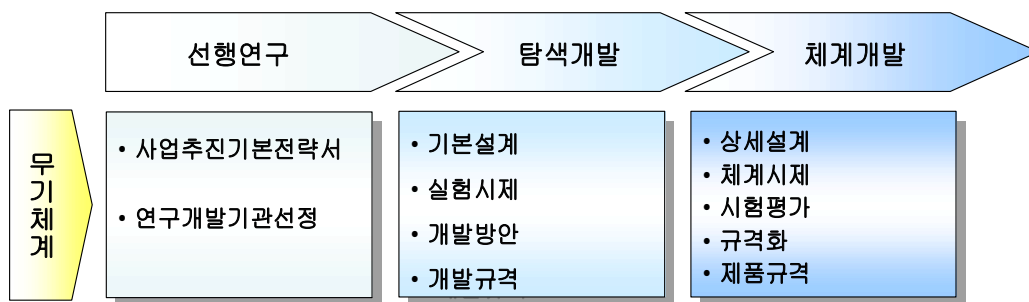 선행연구
탐색개발
체계개발
무기체계
• 사업추진기본전략서
• 연구개발기관선정
• 기본설계
• 실험시제
• 개발방안
• 개발규격
• 상세설계
• 체계시제
• 시험평가
• 규격화
• 제품규격